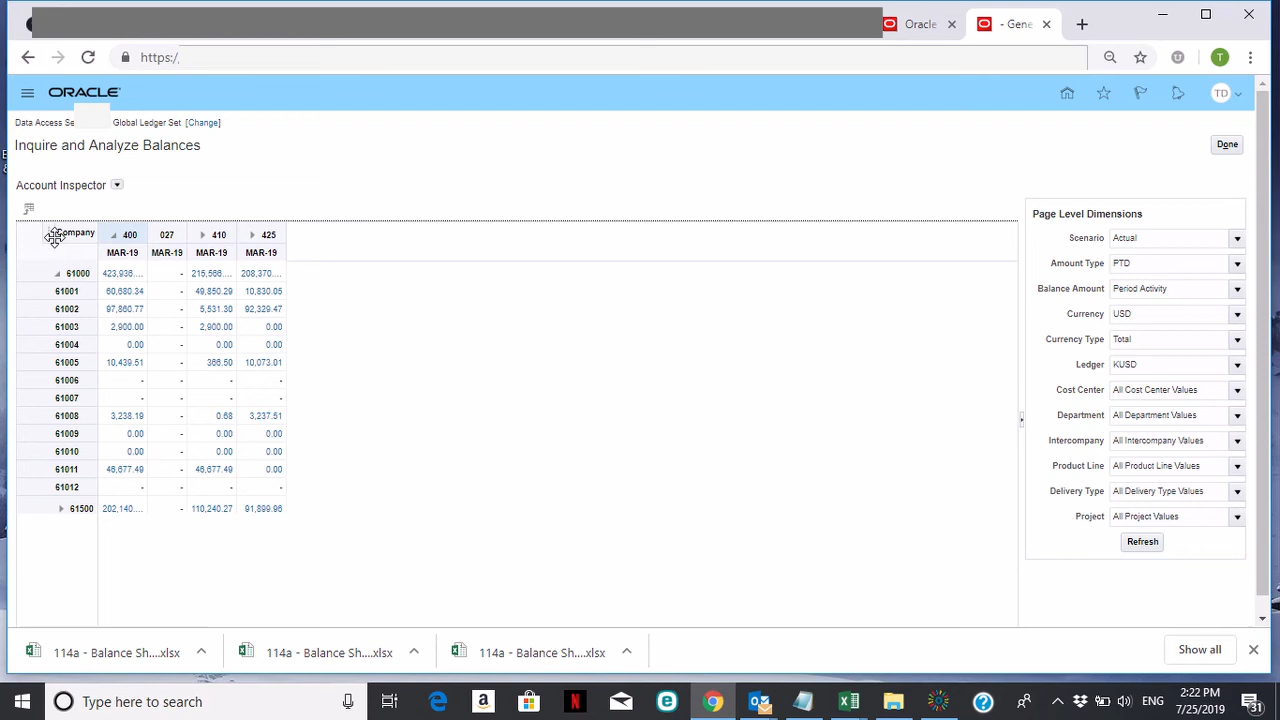 Oracle
- Gene
https:/
ORACLE
TD
Data Access Se
Global Ledger Set [Change]
Inquire and Analyze Balances
Done
Account Inspector
Page Level Dimensions
Scenario Actual
Amount Type PTD
Balance Amount Period Activity
Currency USD
Currency Type Total
Ledger KUSD
Cost Center All Cost Center Values
Department All Department Values
Intercompany All Intercompany Values
Product Line All Product Line Values
Delivery Type All Delivery Type Values
Project All Project Values
Refresh
Company 400 027 410 425
MAR-19 MAR-19 MAR-19 MAR-19
61000 423,936.... - 215,566.... 208,370....
61001 60,680.34 - 49,850.29 10,830.05
61002 97,860.77 - 5,531.30 92,329.47
61003 2,900.00 - 2,900.00 0.00
61004 0.00 - 0.00 0.00
61005 10,439.51 - 366.50 10,073.01
61006 - - - -
61007 - - - -
61008 3,238.19 - 0.68 3,237.51
61009 0.00 - 0.00 0.00
61010 0.00 - 0.00 0.00
61011 46,677.49 - 46,677.49 0.00
61012 - - - -
61500 202,140.... - 110,240.27 91,899.96
114a - Balance Sh....xlsx
114a - Balance Sh....xlsx
114a - Balance Sh....xlsx
Show all
Type here to search
ENG
2:22 PM
7/25/2019
31